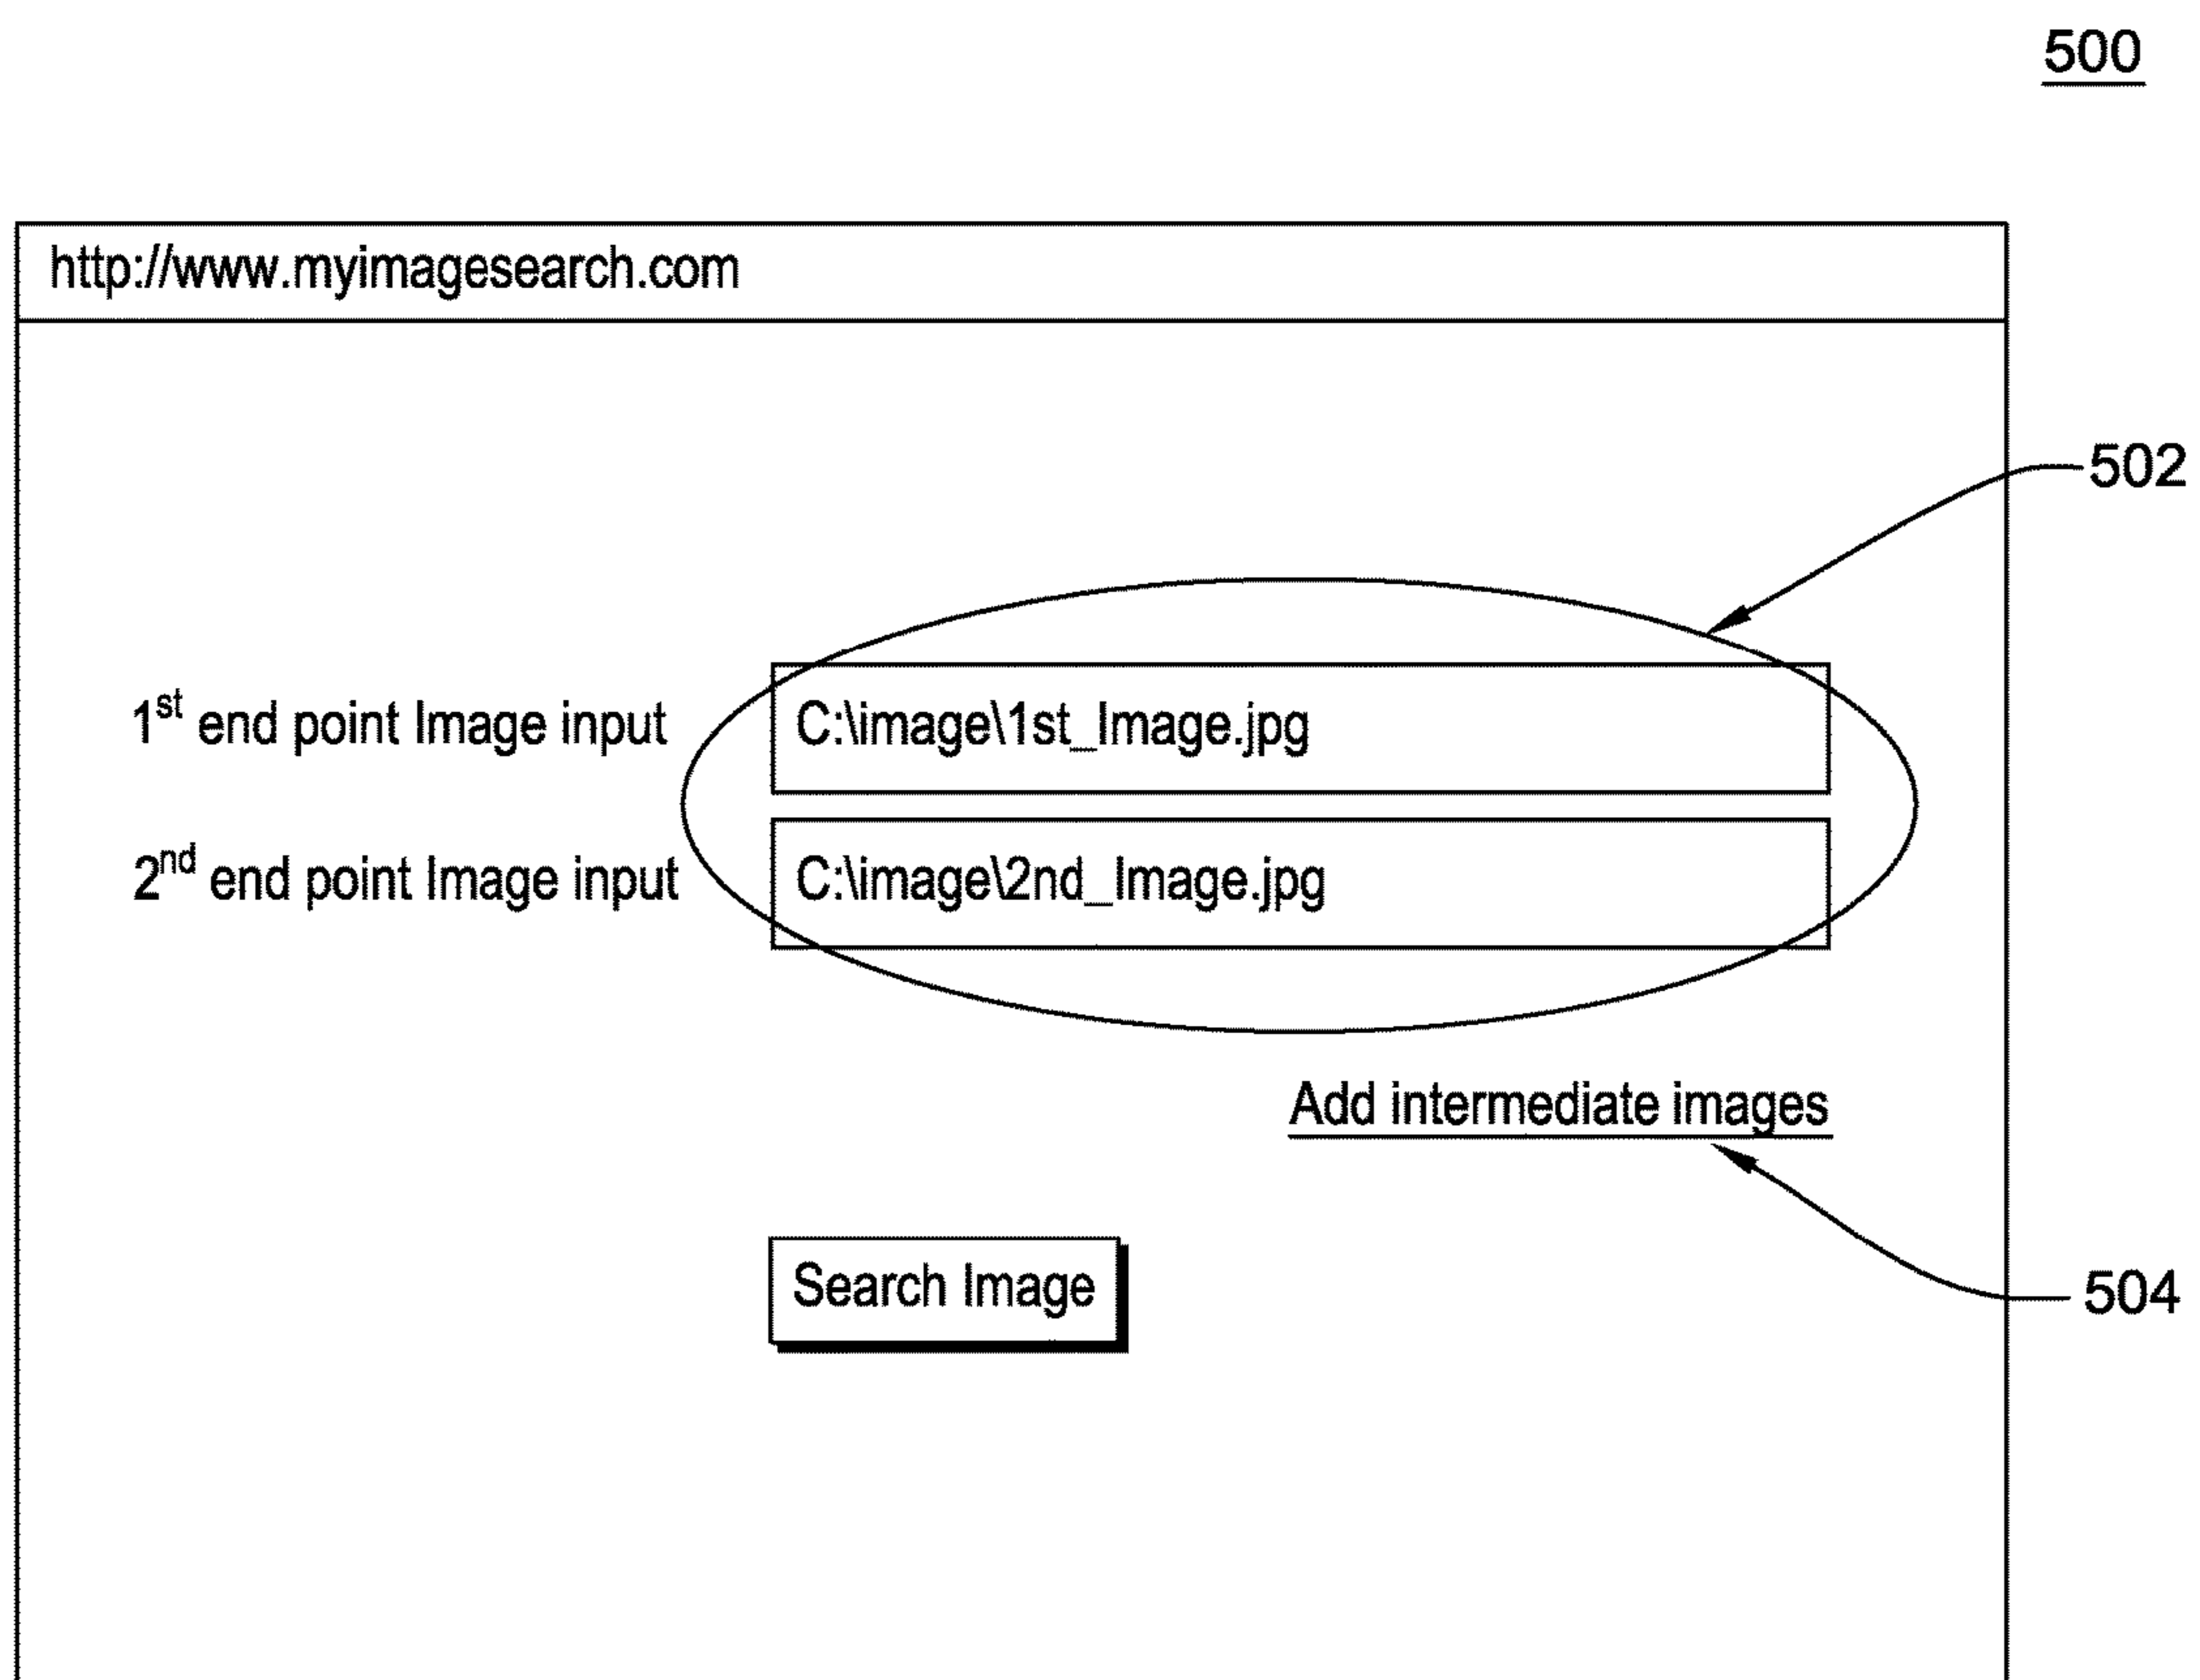 500
http://www.myimagesearch.com
502
1st end point Image input C:\image\1st_Image.jpg
2nd end point Image input C:\image\2nd_Image.jpg
Add intermediate images
Search Image
504